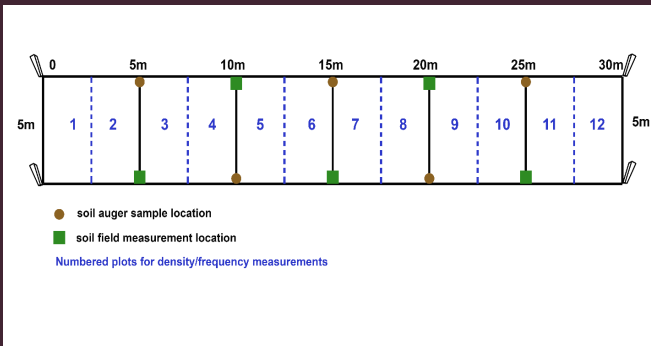 0 5m 10m 15m 20m 25m 30m
5m 1 2 3 4 5 6 7 8 9 10 11 12 5m
soil auger sample location
soil field measurement location
Numbered plots for density/frequency measurements